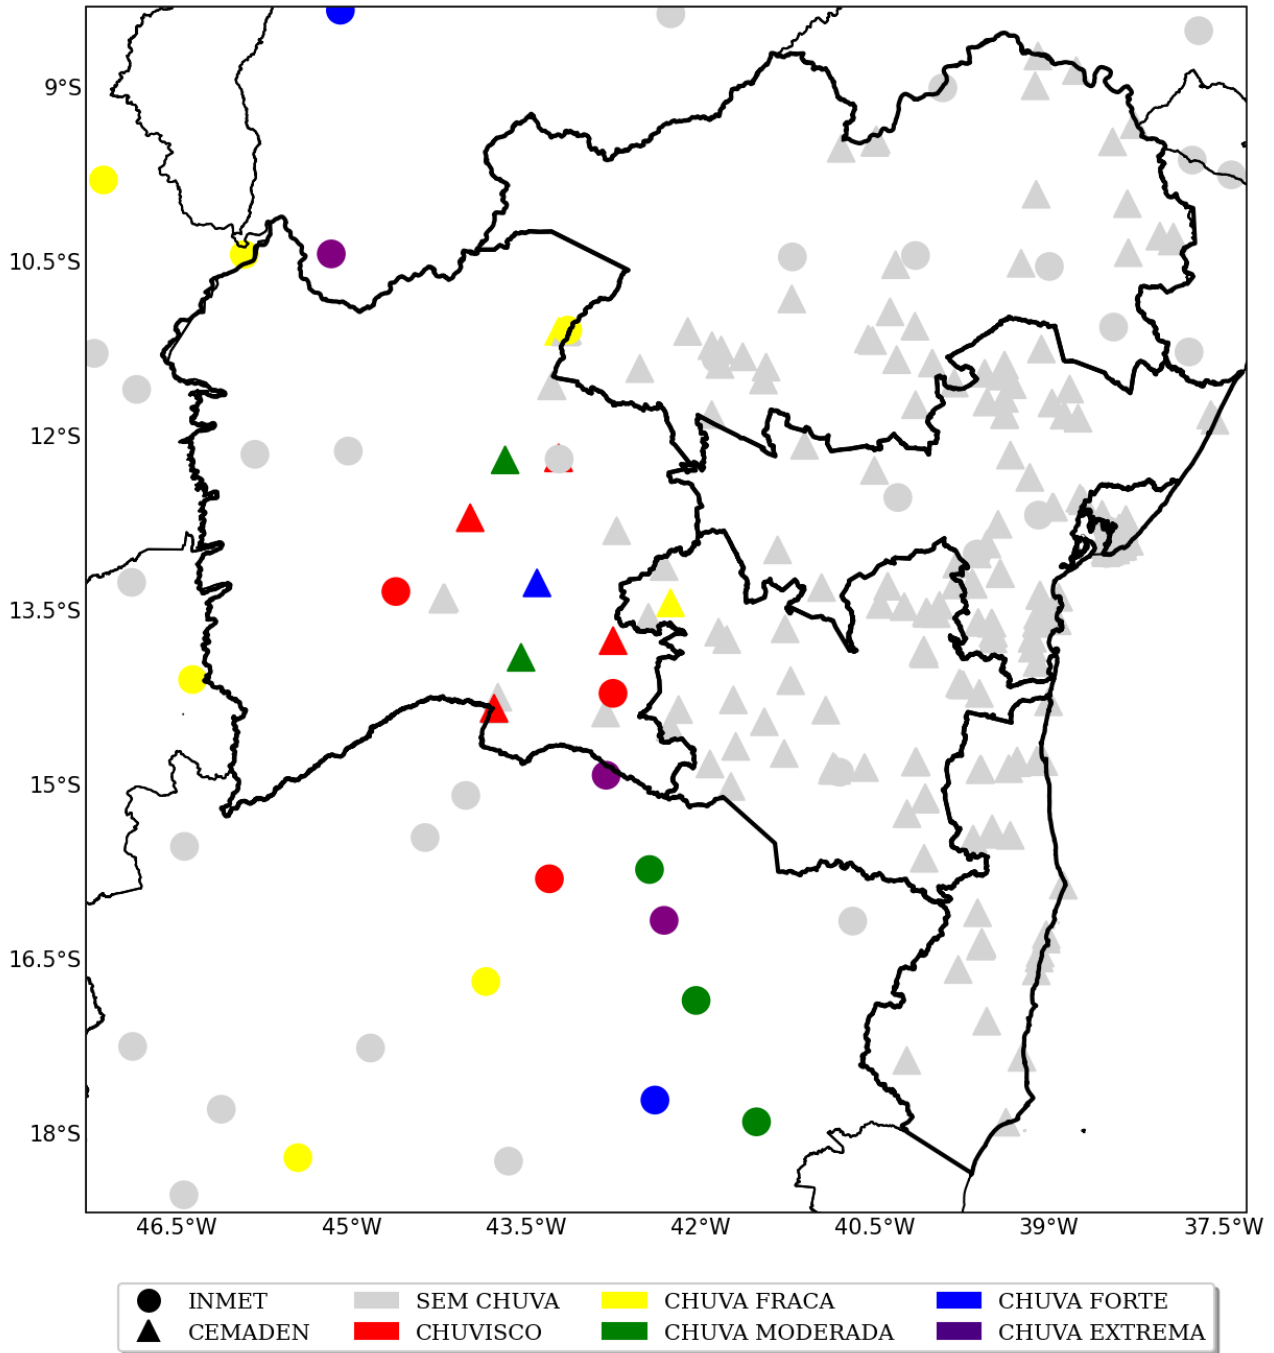 9°S
10.5°S
12°S
13.5°S
15°S
16.5°S
18°S
46.5°W 45°W 43.5°W 42°W 40.5°W 39°W 37.5°W
INMET SEM CHUVA CHUVA FRACA CHUVA FORTE
CEMADEN CHUVISCO CHUVA MODERADA CHUVA EXTREMA